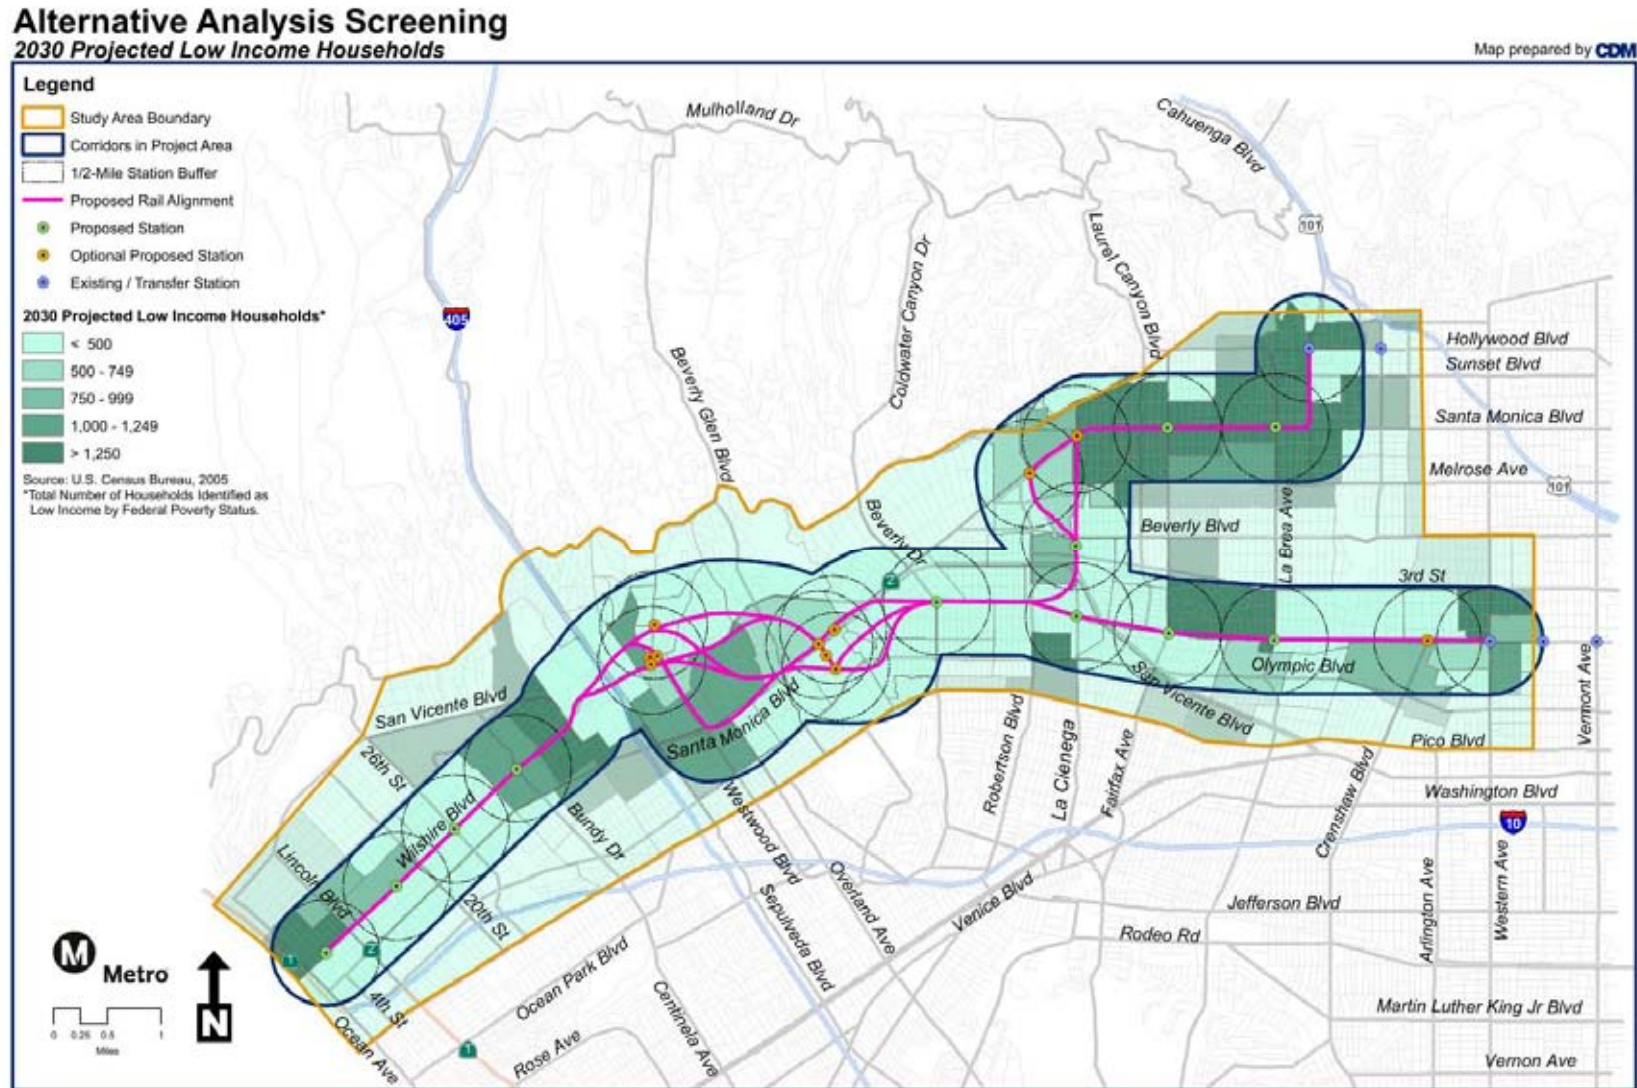 Alternative Analysis Screening
2030 Projected Low Income Households
Map prepared by CDM
Legend
Study Area Boundary
Corridors in Project Area
1/2-Mile Station Buffer
Proposed Rail Alignment
Proposed Station
Optional Proposed Station
Existing / Transfer Station
2030 Projected Low Income Households*
< 500
500 - 749
750 - 999
1,000 - 1,249
> 1,250
Source: U.S. Census Bureau, 2005
*Total Number of Households Identified as
Low Income by Federal Poverty Status.
Mulholland Dr
Cahuenga Blvd
101
Laurel Canyon Blvd
Coldwater Canyon Dr
405
Beverly Glen Blvd
Hollywood Blvd
Sunset Blvd
Santa Monica Blvd
Melrose Ave
101
Beverly Dr
Beverly Blvd
La Brea Ave
2
3rd St
Olympic Blvd
San Vicente Blvd
San Vicente Blvd
Santa Monica Blvd
Vermont Ave
Pico Blvd
26th St
Robertson Blvd
La Cienega
Fairfax Ave
Crenshaw Blvd
Washington Blvd
10
Wilshire Blvd
Bundy Dr
Westwood Blvd
Lincoln Blvd
20th St
Sepulveda Blvd
Overland Ave
Venice Blvd
Jefferson Blvd
Rodeo Rd
Arlington Ave
Western Ave
1
2
M
Metro
N
4th St
Ocean Park Blvd
Centinela Ave
Martin Luther King Jr Blvd
0 0.25 0.5 1
Miles
Ocean Ave
1
Rose Ave
Vernon Ave